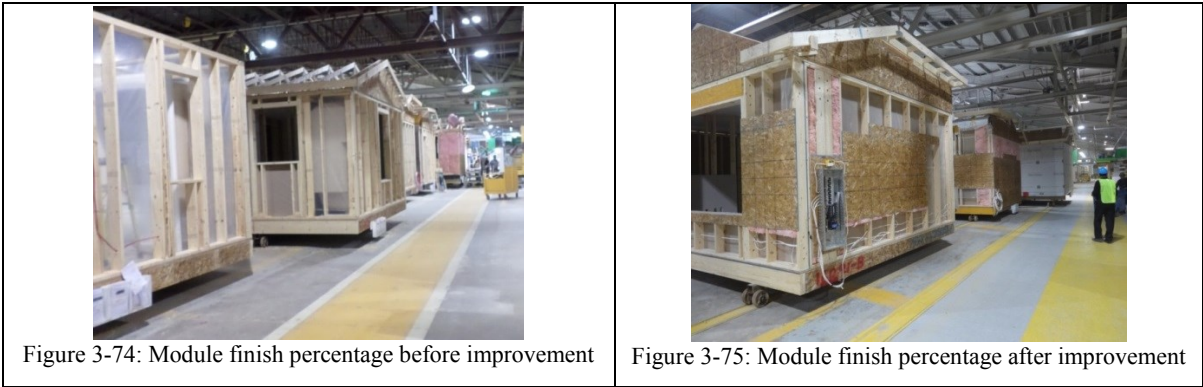 Figure 3-74: Module finish percentage before improvement
Figure 3-75: Module finish percentage after improvement